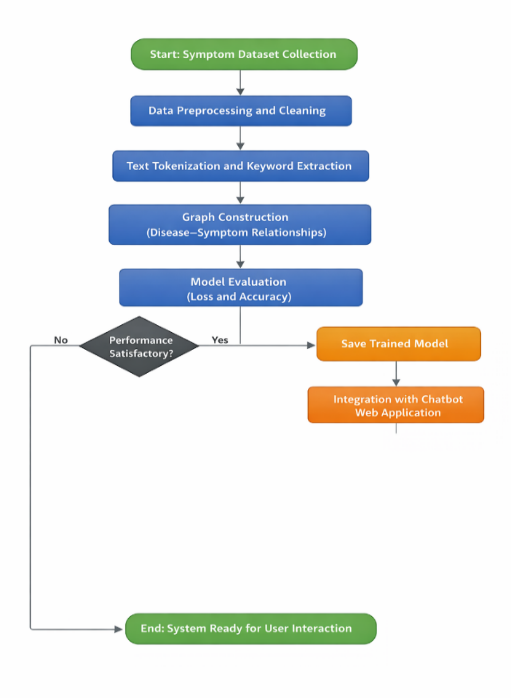 Start: Symptom Dataset Collection
Data Preprocessing and Cleaning
Text Tokenization and Keyword Extraction
Graph Construction
(Disease–Symptom Relationships)
Model Evaluation
(Loss and Accuracy)
No
Performance
Satisfactory?
Yes
Save Trained Model
Integration with Chatbot
Web Application
End: System Ready for User Interaction